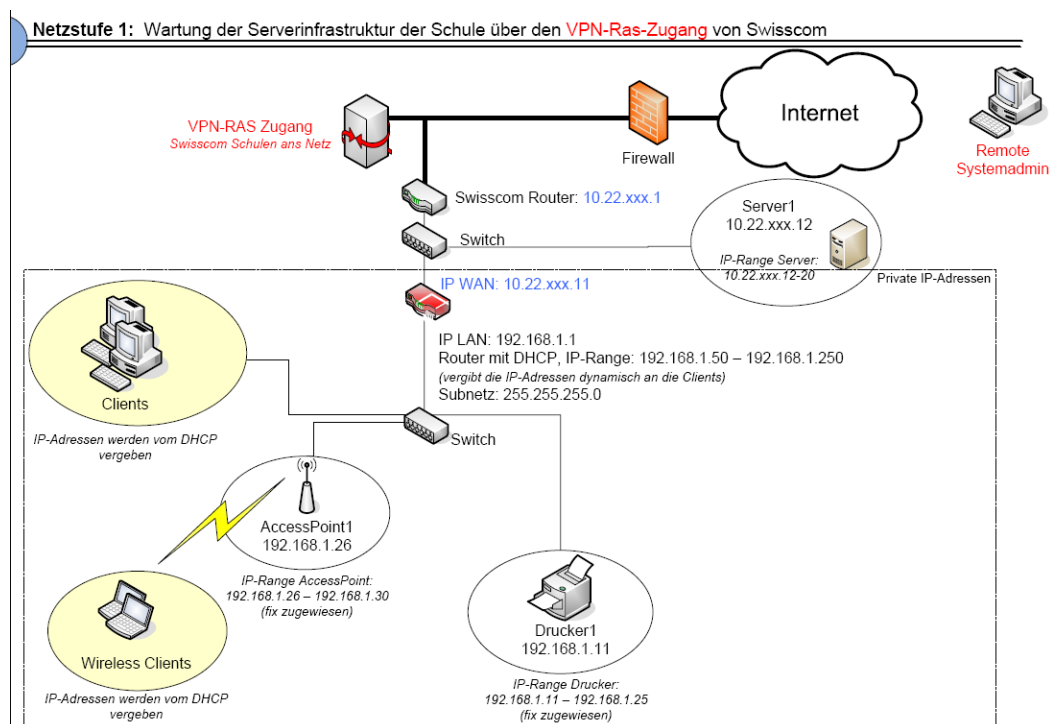 Netzstufe 1: Wartung der Serverinfrastruktur der Schule über den VPN-Ras-Zugang von Swisscom
VPN-RAS Zugang
Swisscom Schulen ans Netz
Firewall
Internet
Remote
Systemadmin
Swisscom Router: 10.22.xxx.1
Switch
Server1
10.22.xxx.12
IP-Range Server:
10.22.xxx.12-20
Private IP-Adressen
IP WAN: 10.22.xxx.11
IP LAN: 192.168.1.1
Router mit DHCP, IP-Range: 192.168.1.50 – 192.168.1.250
(vergibt die IP-Adressen dynamisch an die Clients)
Subnetz: 255.255.255.0
Clients
IP-Adressen werden vom DHCP
vergeben
Switch
AccessPoint1
192.168.1.26
IP-Range AccessPoint:
192.168.1.26 – 192.168.1.30
(fix zugewiesen)
Wireless Clients
IP-Adressen werden vom DHCP
vergeben
Drucker1
192.168.1.11
IP-Range Drucker:
192.168.1.11 – 192.168.1.25
(fix zugewiesen)